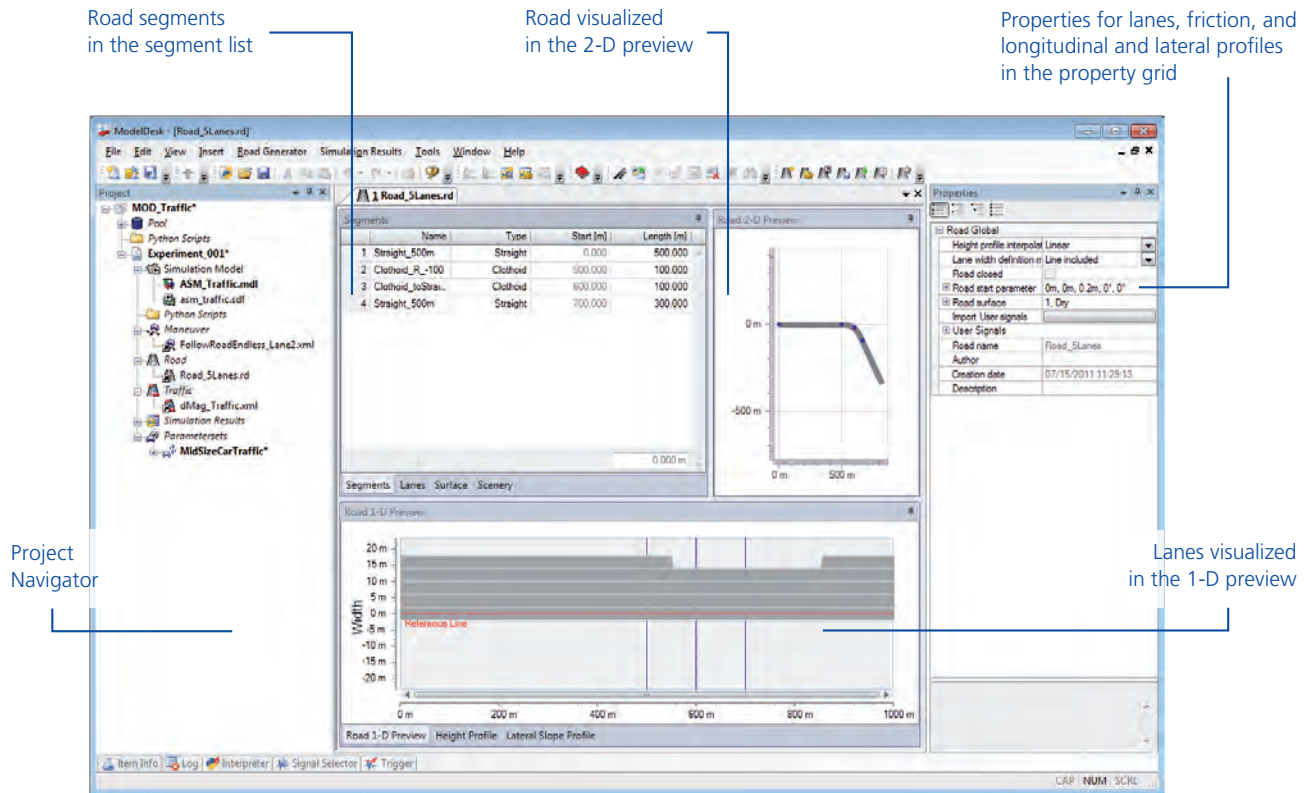 Road segments
in the segment list
Road visualized
in the 2-D preview
Properties for lanes, friction, and
longitudinal and lateral profiles
in the property grid
ModelDesk - [Road_5Lanes.rd]
File Edit View Insert Road Generator Simulation Results Tools Window Help
Project
MOD_Traffic*
Pool
Python Scripts
Experiment_001*
Simulation Model
ASM_Traffic.mdl
asm_traffic.sdf
Python Scripts
Maneuver
FollowRoadEndless_Lane2.xml
Road
Road_5Lanes.rd
Traffic
dMag_Traffic.xml
Simulation Results
Parametersets
MidSizeCarTraffic*
1 Road_5Lanes.rd
Segments
Name Type Start [m] Length [m]
1 Straight_500m Straight 0.000 500.000
2 Clothoid_R_-100 Clothoid 500.000 100.000
3 Clothoid_toStrai.. Clothoid 600.000 100.000
4 Straight_500m Straight 700.000 300.000
0.000 m
Segments Lanes Surface Scenery
Road 2-D Preview
0 m
-500 m
0 m 500 m
Properties
Road Global
Height profile interpolat Linear
Lane width definition m Line included
Road closed
Road start parameter 0m, 0m, 0.2m, 0°, 0°
Road surface 1, Dry
Import User signals
User Signals
Road name Road_5Lanes
Author
Creation date 07/15/2011 11:29:13
Description
Road 1-D Preview
Width
20 m
15 m
10 m
5 m
0 m
-5 m
-10 m
-15 m
-20 m
Reference Line
0 m 200 m 400 m 600 m 800 m 1000 m
Road 1-D Preview Height Profile Lateral Slope Profile
Project
Navigator
Lanes visualized
in the 1-D preview
Item Info Log Interpreter Signal Selector Trigger
CAP NUM SCRL